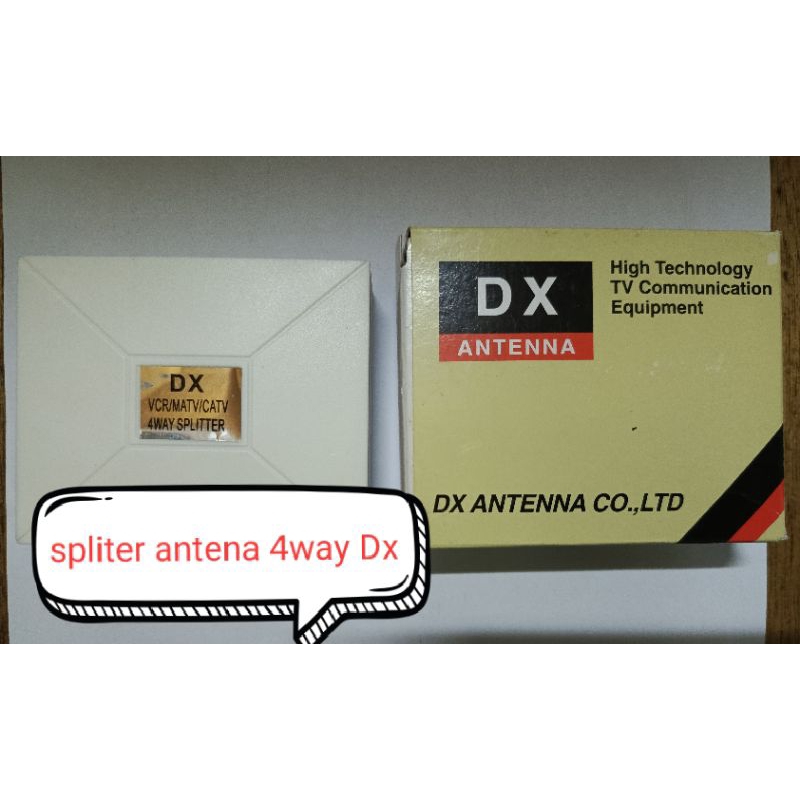 DX
VCR/MATV/CATV
4WAY SPLITTER
DX
ANTENNA
High Technology
TV Communication
Equipment
DX ANTENNA CO.,LTD
spliter antena 4way Dx